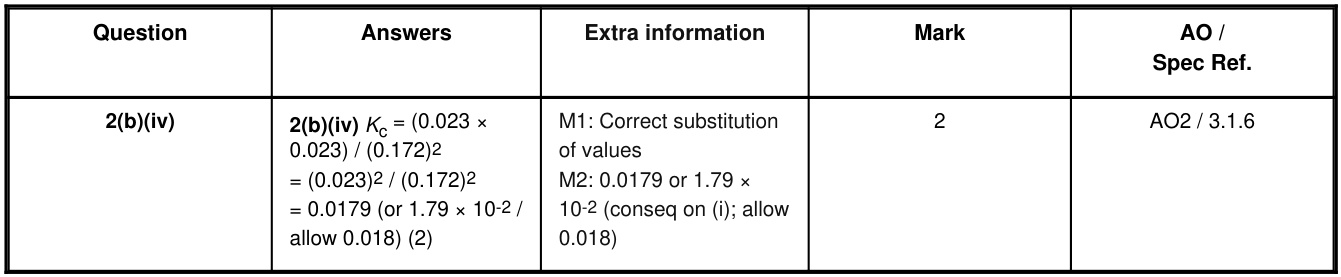 Question Answers Extra information Mark AO /
Spec Ref.
2(b)(iv)
2(b)(iv) Kc = (0.023 ×
0.023) / (0.172)2
= (0.023)2 / (0.172)2
= 0.0179 (or 1.79 × 10-2 /
allow 0.018) (2)
M1: Correct substitution
of values
M2: 0.0179 or 1.79 ×
10-2 (conseq on (i); allow
0.018)
2
AO2 / 3.1.6